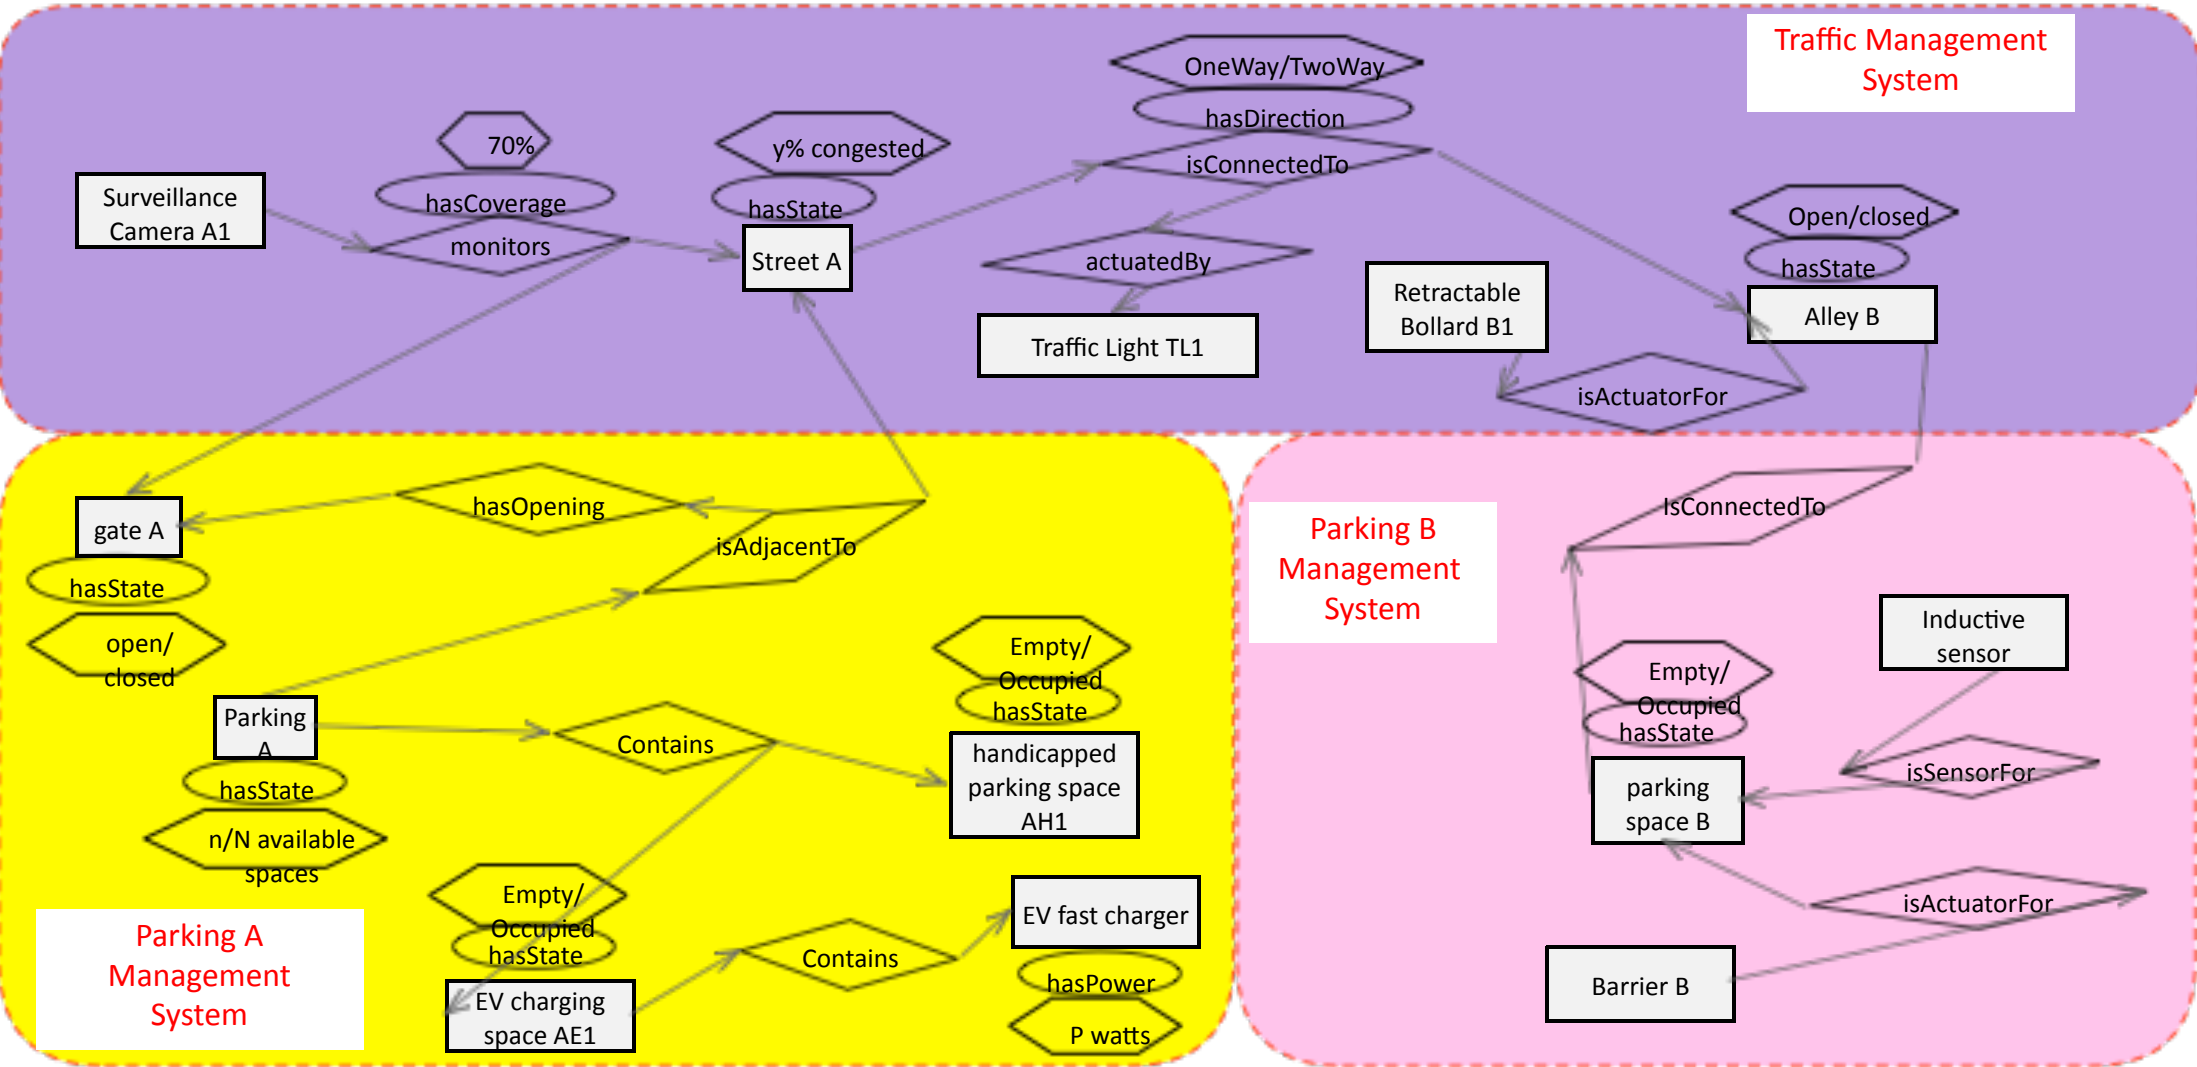 Traffic Management
System
OneWay/TwoWay
hasDirection
isConnectedTo
70%
hasCoverage
monitors
y% congested
hasState
Street A
Surveillance
Camera A1
actuatedBy
Traffic Light TL1
Retractable
Bollard B1
isActuatorFor
Open/closed
hasState
Alley B
gate A
hasState
open/
closed
hasOpening
isAdjacentTo
Parking
A
hasState
n/N available
spaces
Contains
Empty/
Occupied
hasState
handicapped
parking space
AH1
Empty/
Occupied
hasState
EV charging
space AE1
Contains
EV fast charger
hasPower
P watts
Parking A
Management
System
Parking B
Management
System
IsConnectedTo
Inductive
sensor
Empty/
Occupied
hasState
parking
space B
isSensorFor
isActuatorFor
Barrier B